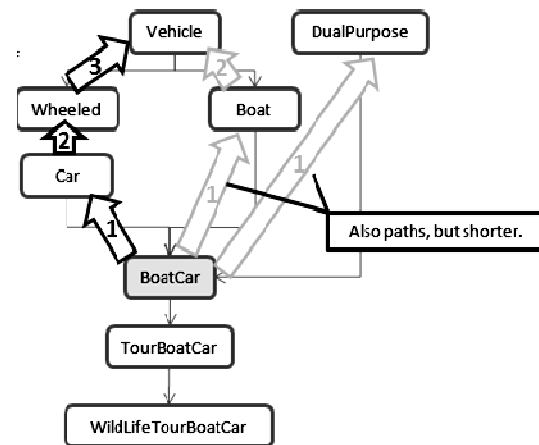 Vehicle
DualPurpose
3
2
Wheeled
Boat
2
Car
1
1
1
Also paths, but shorter.
BoatCar
TourBoatCar
WildLifeTourBoatCar